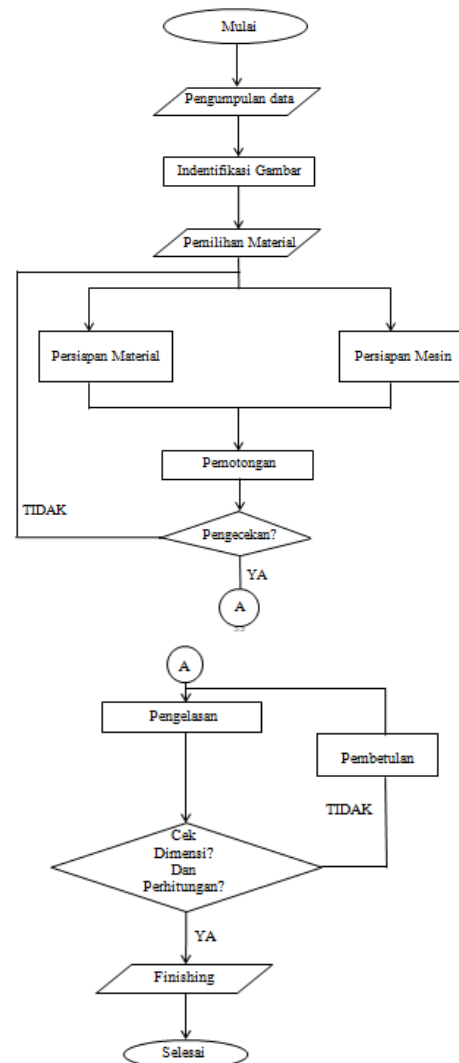 Mulai
Pengumpulan data
Indentifikasi Gambar
Pemilihan Material
Persiapan Material
Persiapan Mesin
Pemotongan
TIDAK
Pengecekan?
YA
A
A
Pengelasan
Pembetulan
TIDAK
Cek
Dimensi?
Dan
Perhitungan?
YA
Finishing
Selesai